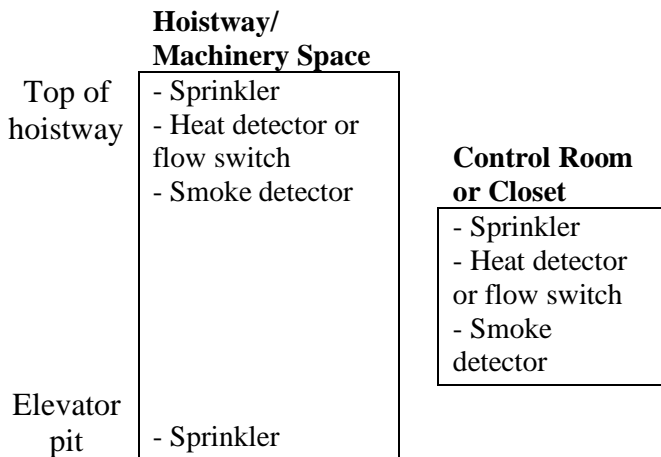 Hoistway/
Machinery Space
Top of
hoistway
- Sprinkler
- Heat detector or
flow switch
- Smoke detector
Control Room
or Closet
- Sprinkler
- Heat detector
or flow switch
- Smoke
detector
Elevator
pit
- Sprinkler